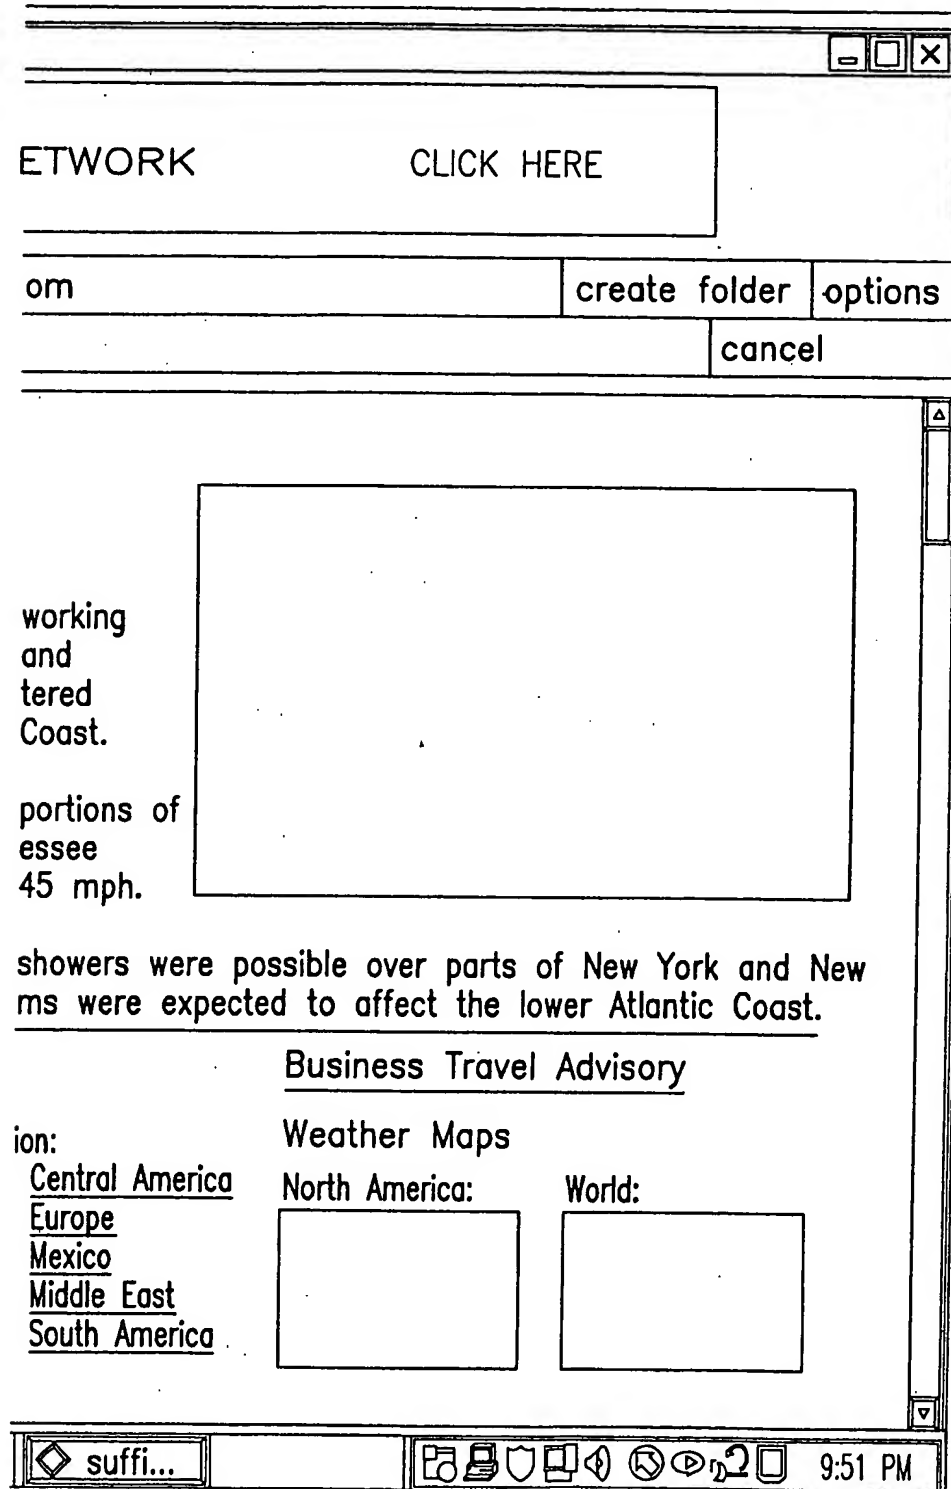 ETWORK CLICK HERE
om create folder options
cancel
working
and
tered
Coast.
portions of
essee
45 mph.
showers were possible over parts of New York and New
ms were expected to affect the lower Atlantic Coast.
Business Travel Advisory
ion:
Central America
Europe
Mexico
Middle East
South America
Weather Maps
North America: World:
suffi... 9:51 PM